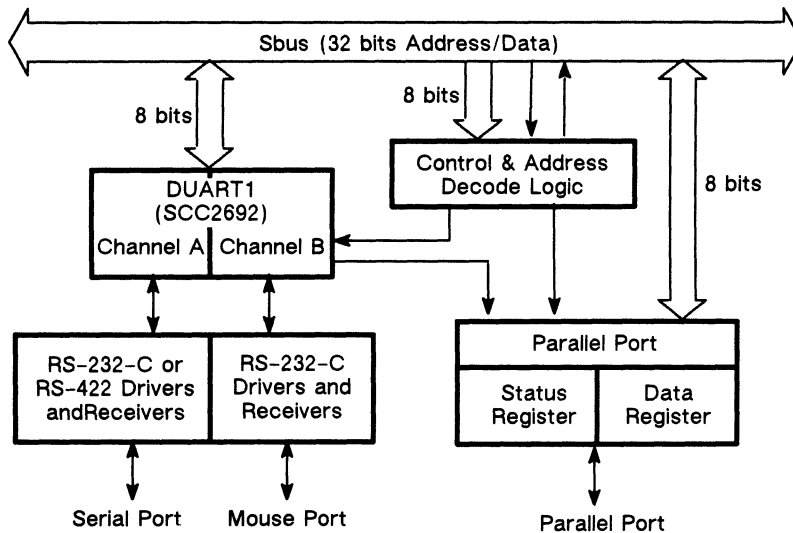 Sbus (32 bits Address/Data)
8 bits
8 bits
8 bits
Control & Address
Decode Logic
DUART1
(SCC2692)
Channel A
Channel B
RS-232-C or
RS-422 Drivers
andReceivers
RS-232-C
Drivers and
Receivers
Parallel Port
Status
Register
Data
Register
Serial Port
Mouse Port
Parallel Port